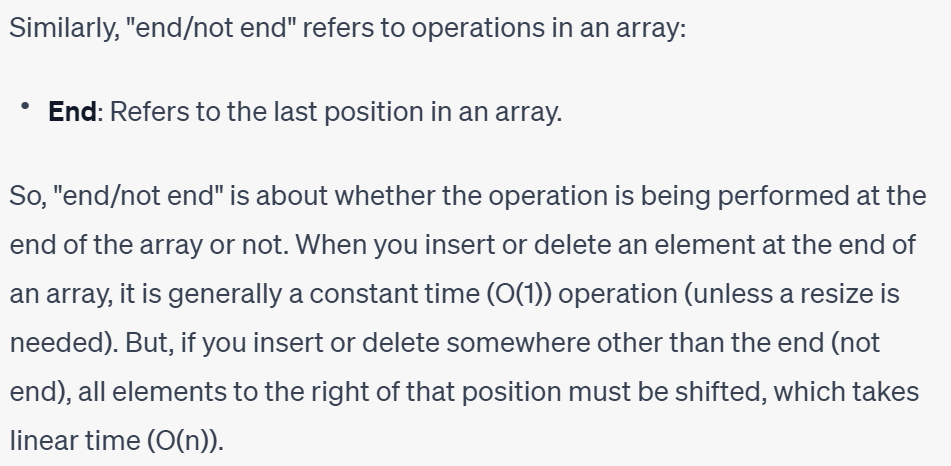 Similarly, "end/not end" refers to operations in an array:
• End: Refers to the last position in an array.
So, "end/not end" is about whether the operation is being performed at the
end of the array or not. When you insert or delete an element at the end of
an array, it is generally a constant time (O(1)) operation (unless a resize is
needed). But, if you insert or delete somewhere other than the end (not
end), all elements to the right of that position must be shifted, which takes
linear time (O(n)).